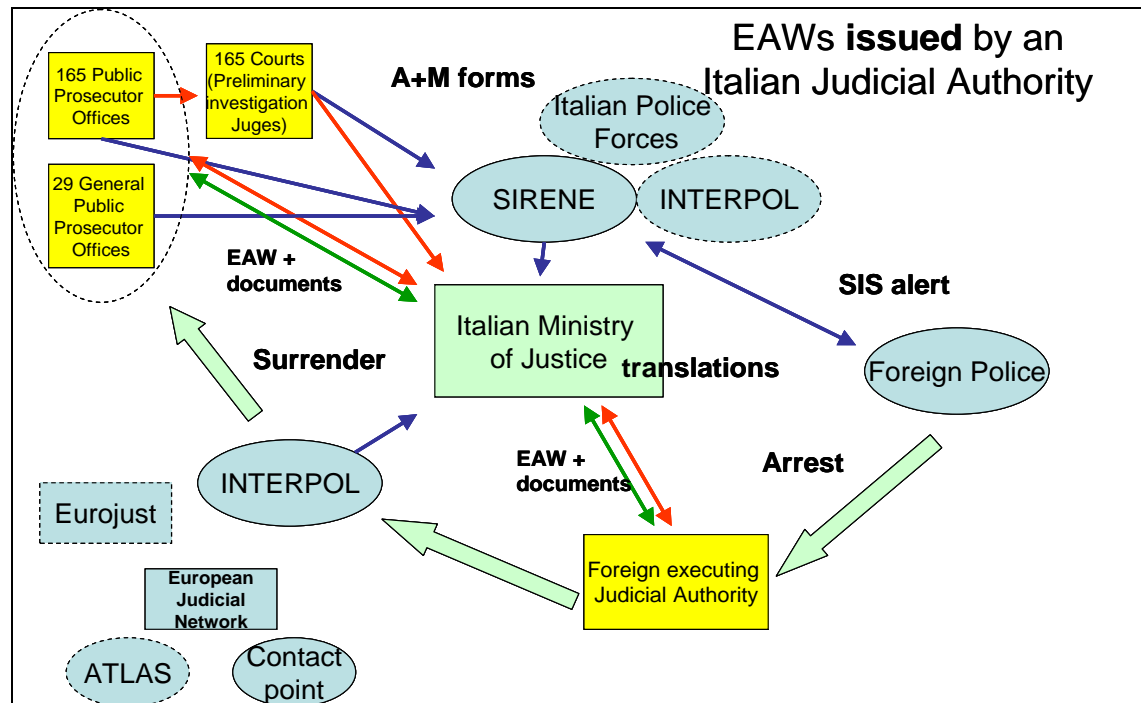 EAWs issued by an
Italian Judicial Authority
165 Public
Prosecutor
Offices
165 Courts
(Preliminary
investigation
Juges)
A+M forms
Italian Police
Forces
SIRENE
INTERPOL
29 General
Public
Prosecutor
Offices
EAW +
documents
SIS alert
Italian Ministry
of Justice
translations
Surrender
Foreign Police
INTERPOL
EAW +
documents
Arrest
Eurojust
Foreign executing
Judicial Authority
European
Judicial
Network
ATLAS
Contact
point